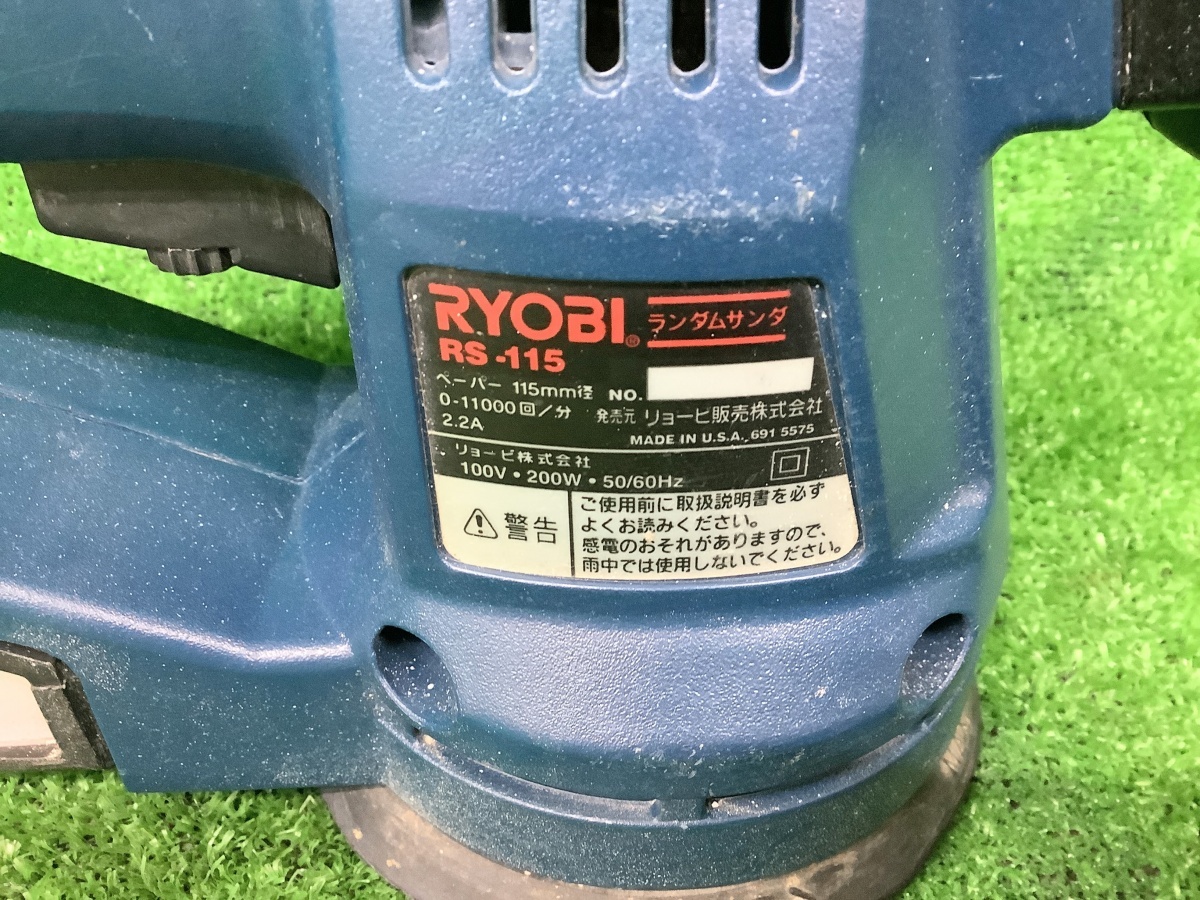 RYOBI®
ランダムサンダ
RS-115
ペーパー 115mm径 NO.
0-11000回/分 発売元 リョービ販売株式会社
2.2A
MADE IN U.S.A. 691 5575
リョービ株式会社
100V・200W・50/60Hz
警告
ご使用前に取扱説明書を必ず
よくお読みください。
感電のおそれがありますので、
雨中では使用しないでください。